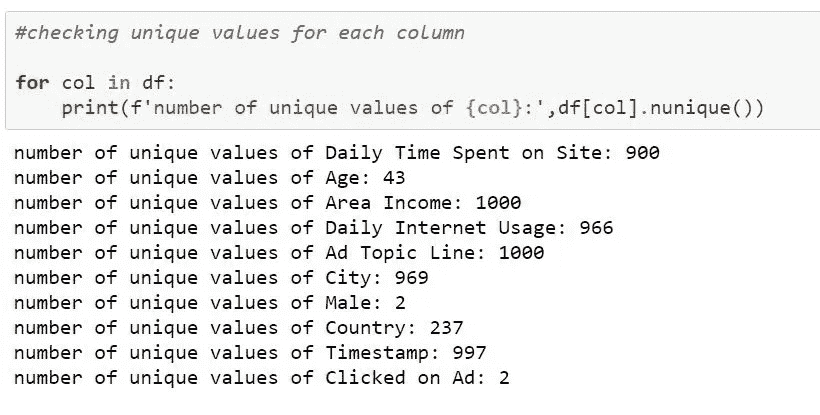 #checking unique values for each column
for col in df:
    print(f'number of unique values of {col}:',df[col].nunique())
number of unique values of Daily Time Spent on Site: 900
number of unique values of Age: 43
number of unique values of Area Income: 1000
number of unique values of Daily Internet Usage: 966
number of unique values of Ad Topic Line: 1000
number of unique values of City: 969
number of unique values of Male: 2
number of unique values of Country: 237
number of unique values of Timestamp: 997
number of unique values of Clicked on Ad: 2